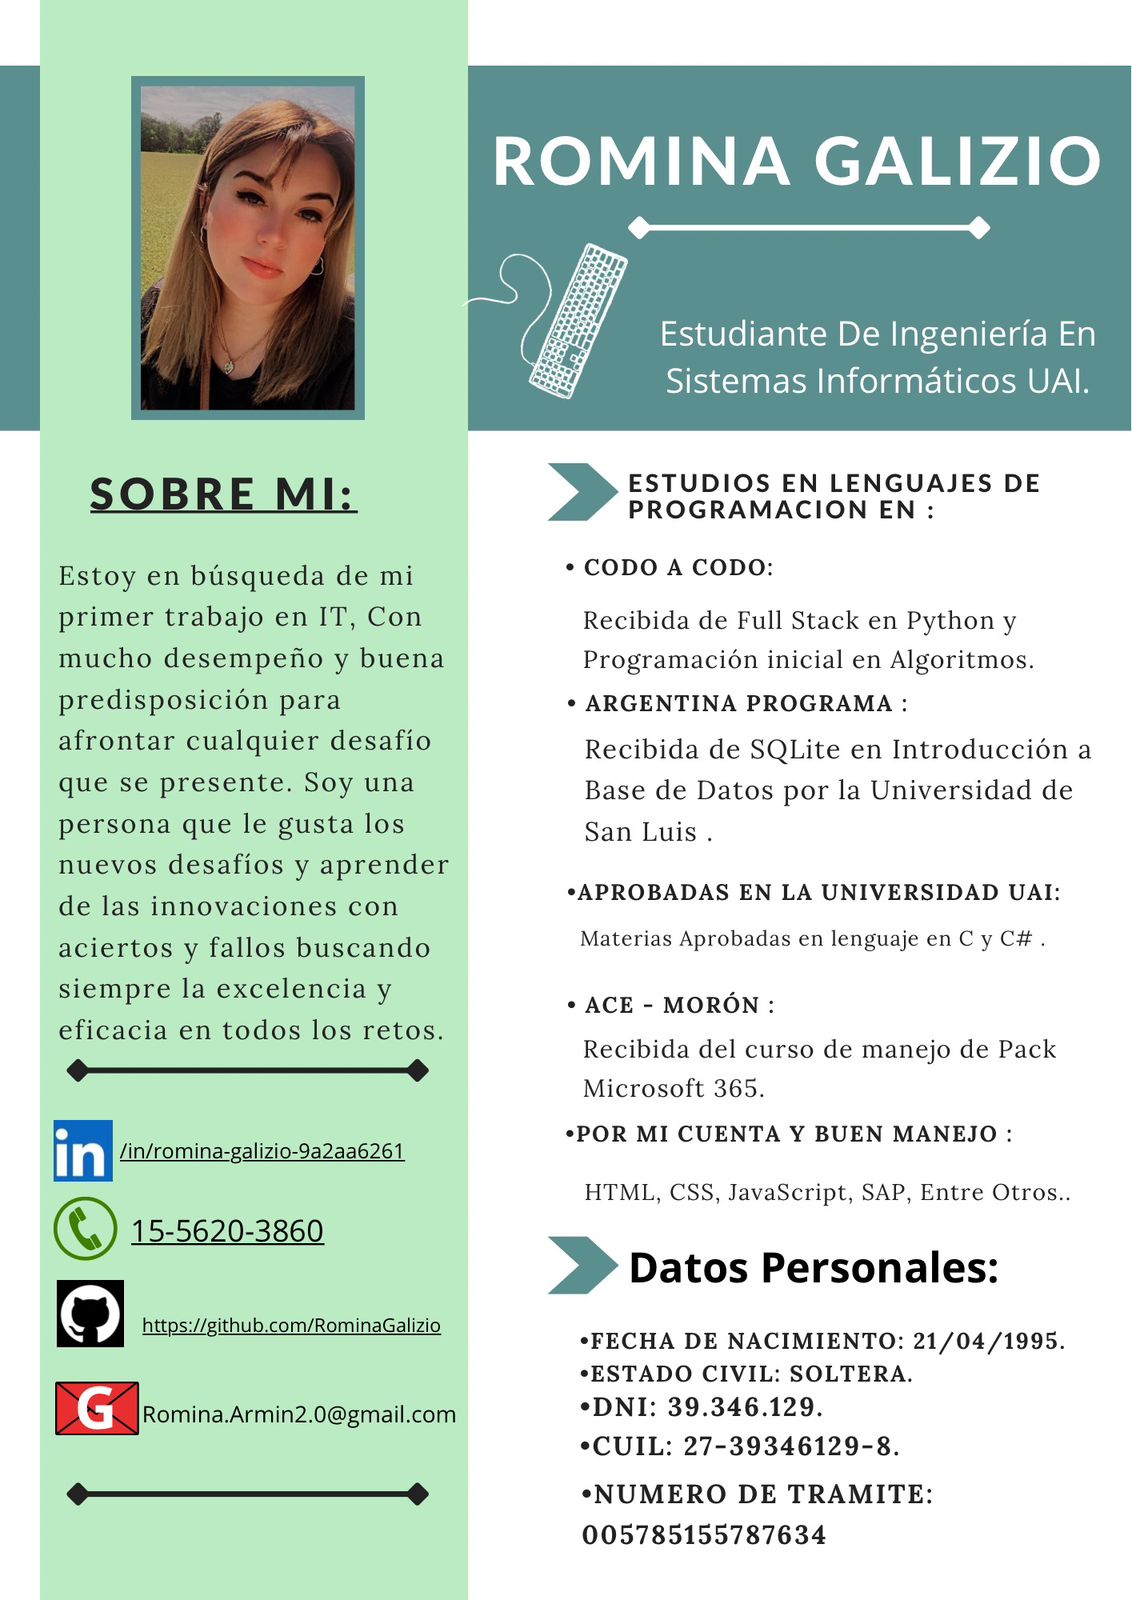 ROMINA GALIZIO
Estudiante De Ingeniería En
Sistemas Informáticos UAI.
SOBRE MI:
Estoy en búsqueda de mi
primer trabajo en IT, Con
mucho desempeño y buena
predisposición para
afrontar cualquier desafío
que se presente. Soy una
persona que le gusta los
nuevos desafíos y aprender
de las innovaciones con
aciertos y fallos buscando
siempre la excelencia y
eficacia en todos los retos.
in /in/romina-galizio-9a2aa6261
15-5620-3860
https://github.com/RominaGalizio
G Romina.Armin2.0@gmail.com
ESTUDIOS EN LENGUAJES DE
PROGRAMACION EN :
• CODO A CODO:
Recibida de Full Stack en Python y
Programación inicial en Algoritmos.
• ARGENTINA PROGRAMA :
Recibida de SQLite en Introducción a
Base de Datos por la Universidad de
San Luis .
•APROBADAS EN LA UNIVERSIDAD UAI:
Materias Aprobadas en lenguaje en C y C# .
• ACE - MORÓN :
Recibida del curso de manejo de Pack
Microsoft 365.
•POR MI CUENTA Y BUEN MANEJO :
HTML, CSS, JavaScript, SAP, Entre Otros..
Datos Personales:
•FECHA DE NACIMIENTO: 21/04/1995.
•ESTADO CIVIL: SOLTERA.
•DNI: 39.346.129.
•CUIL: 27-39346129-8.
•NUMERO DE TRAMITE:
005785155787634